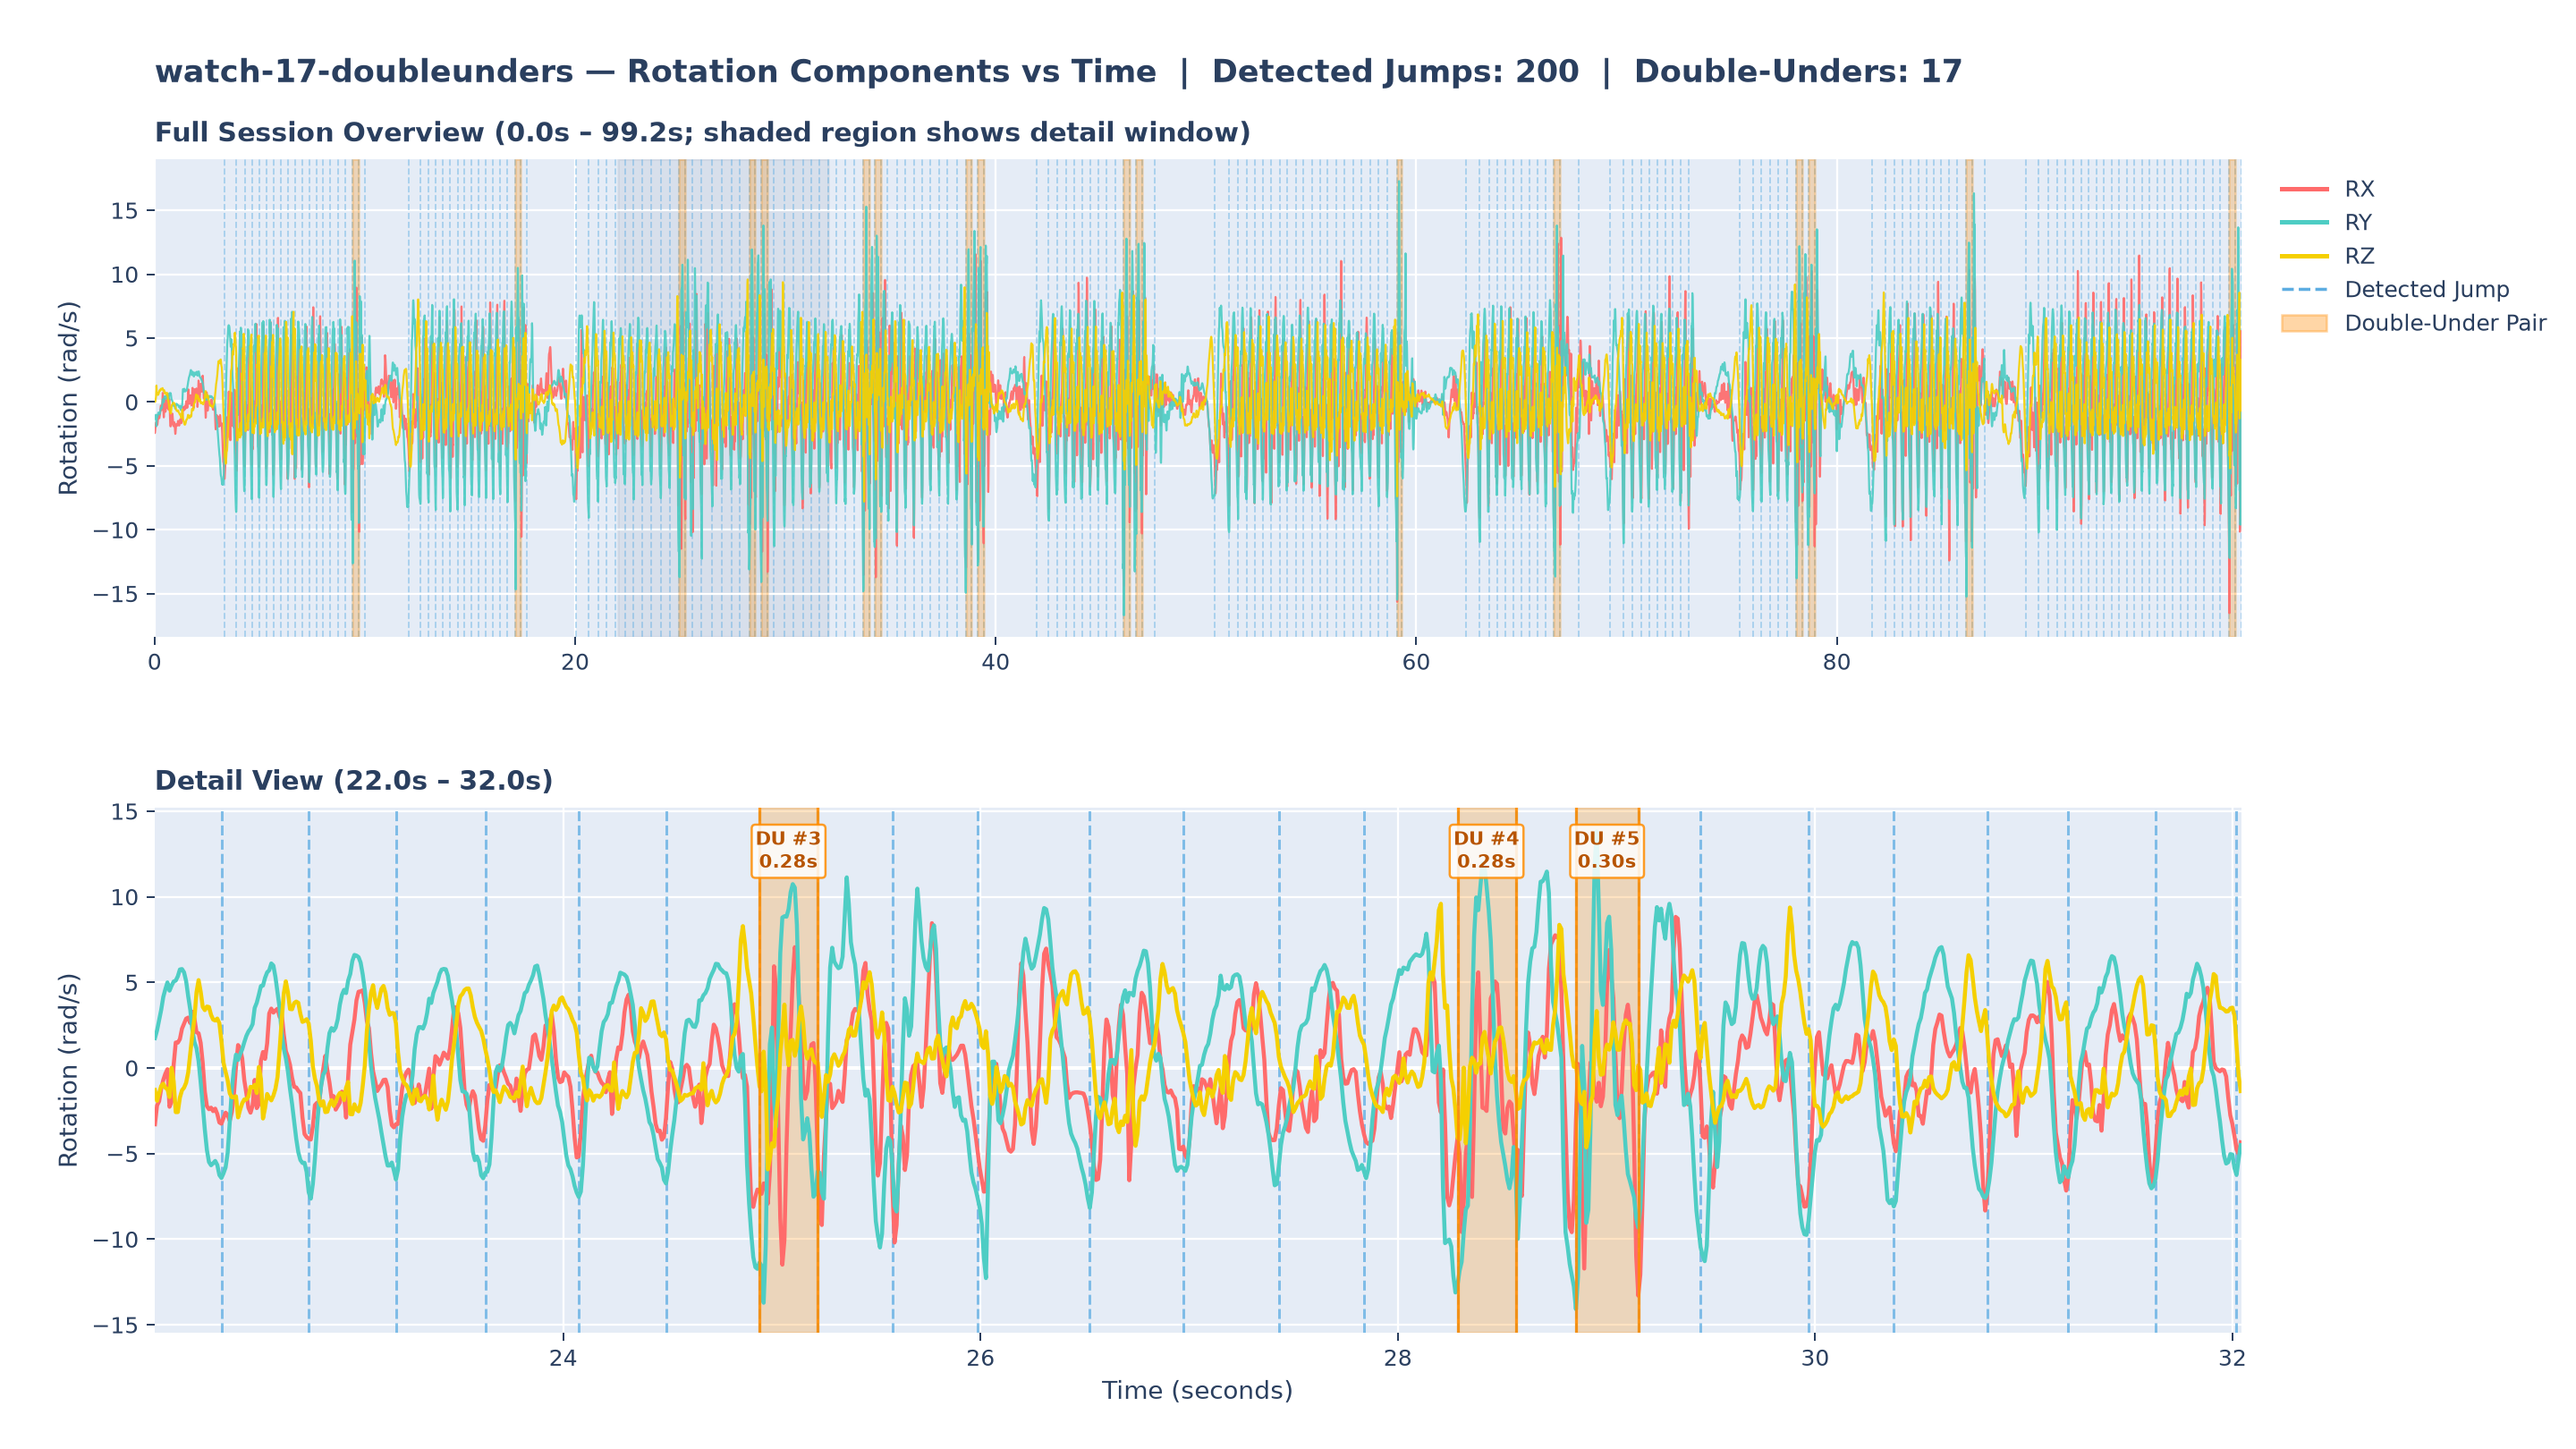 watch-17-doubleunders — Rotation Components vs Time | Detected Jumps: 200 | Double-Unders: 17
Full Session Overview (0.0s – 99.2s; shaded region shows detail window)
Rotation (rad/s)
15
10
5
0
−5
−10
−15
0
20
40
60
80
RX
RY
RZ
Detected Jump
Double-Under Pair
Detail View (22.0s – 32.0s)
Rotation (rad/s)
15
10
5
0
−5
−10
−15
DU #3
0.28s
DU #4
0.28s
DU #5
0.30s
24
26
28
30
32
Time (seconds)